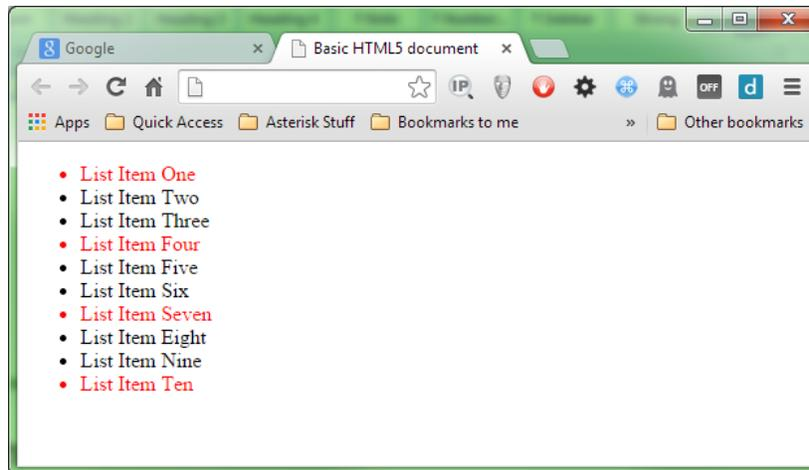 Google
Basic HTML5 document
IP
OFF
d
Apps Quick Access Asterisk Stuff Bookmarks to me » Other bookmarks
List Item One
List Item Two
List Item Three
List Item Four
List Item Five
List Item Six
List Item Seven
List Item Eight
List Item Nine
List Item Ten